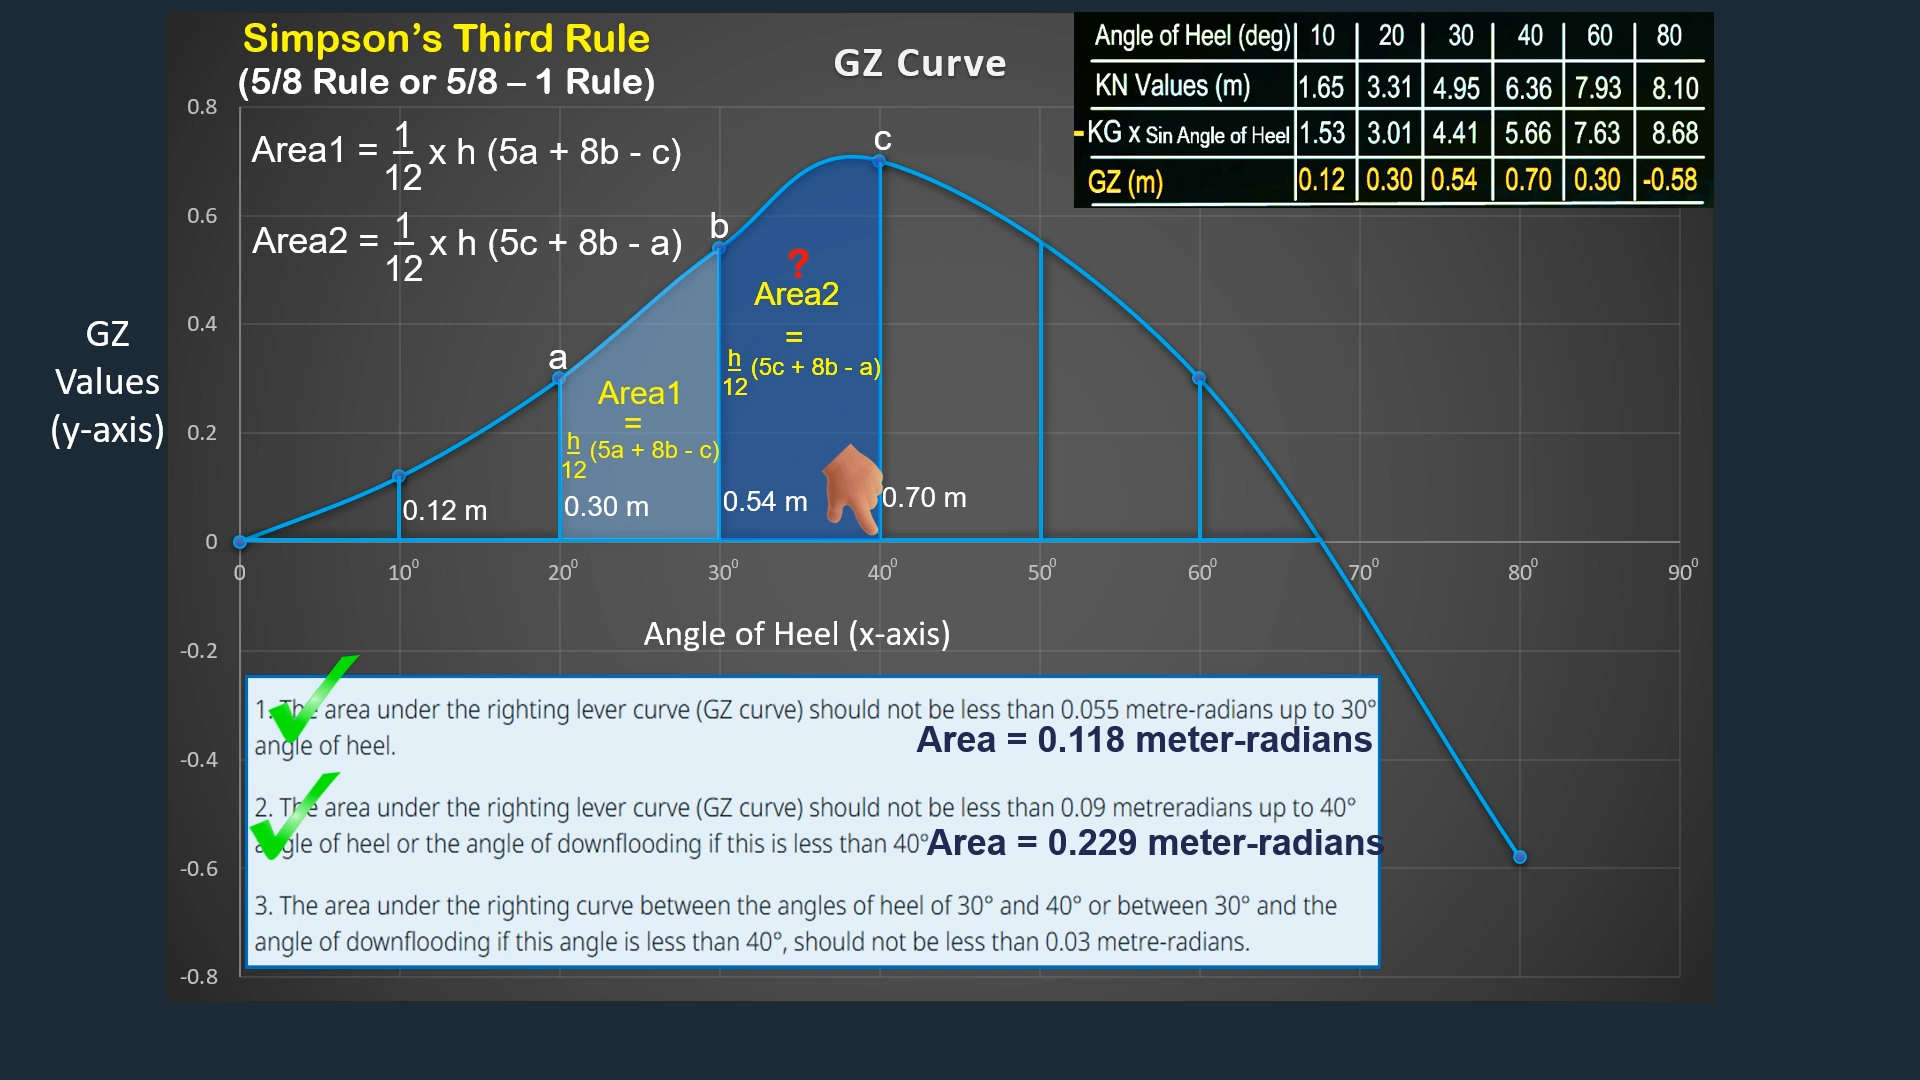 Simpson's Third Rule
(5/8 Rule or 5/8 – 1 Rule)
GZ Curve
Angle of Heel (deg) 10 20 30 40 60 80
KN Values (m) 1.65 3.31 4.95 6.36 7.93 8.10
-KG x Sin Angle of Heel 1.53 3.01 4.41 5.66 7.63 8.68
GZ (m) 0.12 0.30 0.54 0.70 0.30 -0.58
Area1 = 1/12 x h (5a + 8b - c)
Area2 = 1/12 x h (5c + 8b - a)
GZ
Values
(y-axis)
0.8
0.6
0.4
0.2
0
-0.2
-0.4
-0.6
-0.8
a
b
c
Area1
=
h/12 (5a + 8b - c)
?
Area2
=
h/12 (5c + 8b - a)
0.12 m
0.30 m
0.54 m
0.70 m
0 10⁰ 20⁰ 30⁰ 40⁰ 50⁰ 60⁰ 70⁰ 80⁰ 90⁰
Angle of Heel (x-axis)
1. The area under the righting lever curve (GZ curve) should not be less than 0.055 metre-radians up to 30°
angle of heel.
Area = 0.118 meter-radians
2. The area under the righting lever curve (GZ curve) should not be less than 0.09 metreradians up to 40°
angle of heel or the angle of downflooding if this is less than 40°
Area = 0.229 meter-radians
3. The area under the righting curve between the angles of heel of 30° and 40° or between 30° and the
angle of downflooding if this angle is less than 40°, should not be less than 0.03 metre-radians.